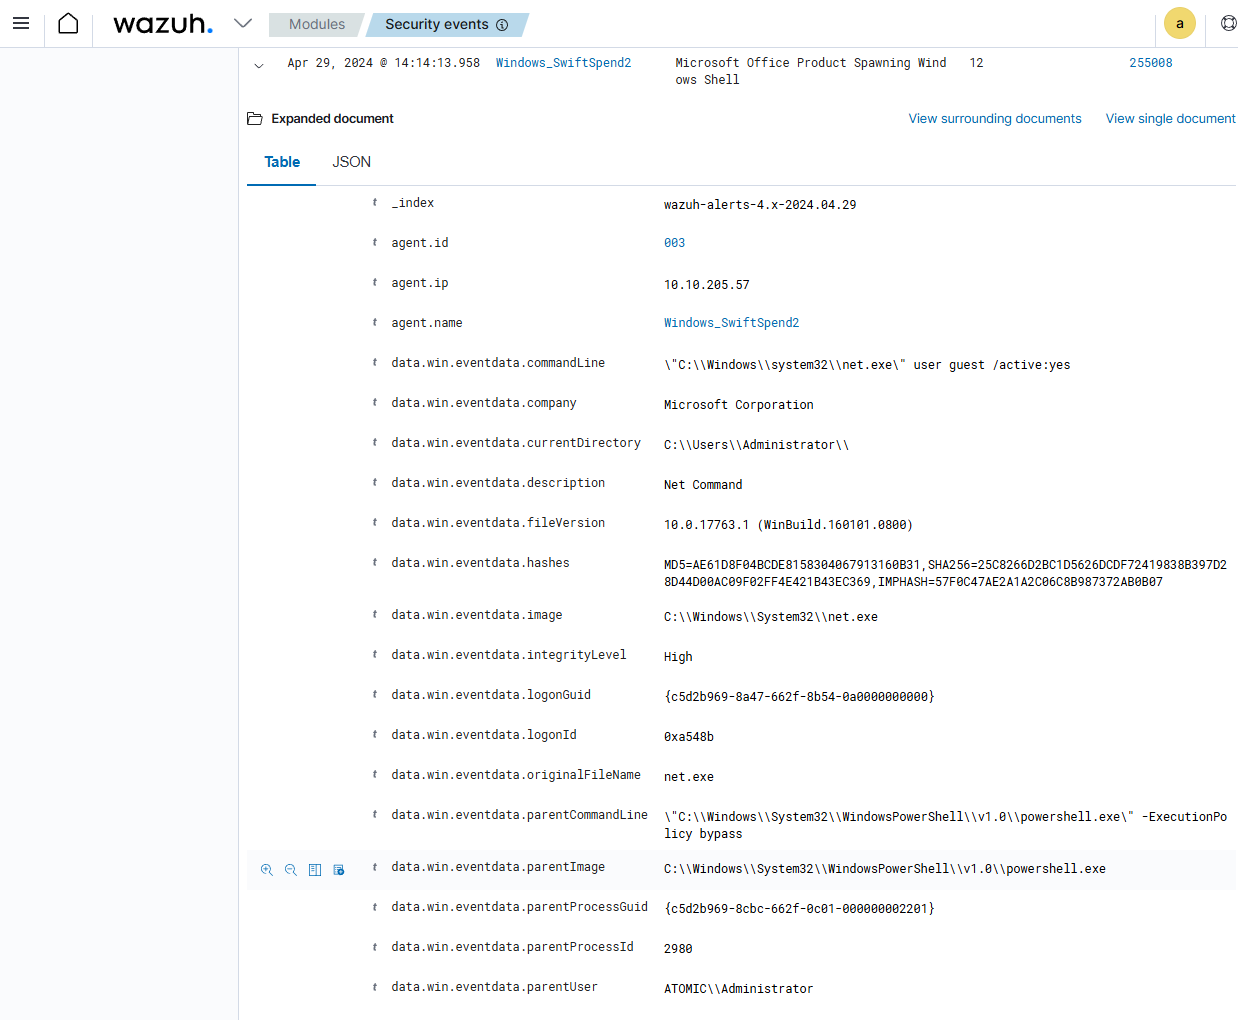 wazuh. Modules Security events a
Apr 29, 2024 @ 14:14:13.958 Windows_SwiftSpend2 Microsoft Office Product Spawning Wind 12 255008
ows Shell
Expanded document View surrounding documents View single document
Table JSON
t _index wazuh-alerts-4.x-2024.04.29
t agent.id 003
t agent.ip 10.10.205.57
t agent.name Windows_SwiftSpend2
t data.win.eventdata.commandLine \"C:\\Windows\\system32\\net.exe\" user guest /active:yes
t data.win.eventdata.company Microsoft Corporation
t data.win.eventdata.currentDirectory C:\\Users\\Administrator\\
t data.win.eventdata.description Net Command
t data.win.eventdata.fileVersion 10.0.17763.1 (WinBuild.160101.0800)
t data.win.eventdata.hashes MD5=AE61D8F04BCDE8158304067913160B31,SHA256=25C8266D2BC1D5626DCDF72419838B397D2
8D44D00AC09F02FF4E421B43EC369,IMPHASH=57F0C47AE2A1A2C06C8B987372AB0B07
t data.win.eventdata.image C:\\Windows\\System32\\net.exe
t data.win.eventdata.integrityLevel High
t data.win.eventdata.logonGuid {c5d2b969-8a47-662f-8b54-0a0000000000}
t data.win.eventdata.logonId 0xa548b
t data.win.eventdata.originalFileName net.exe
t data.win.eventdata.parentCommandLine \"C:\\Windows\\System32\\WindowsPowerShell\\v1.0\\powershell.exe\" -ExecutionPo
licy bypass
t data.win.eventdata.parentImage C:\\Windows\\System32\\WindowsPowerShell\\v1.0\\powershell.exe
t data.win.eventdata.parentProcessGuid {c5d2b969-8cbc-662f-0c01-000000002201}
t data.win.eventdata.parentProcessId 2980
t data.win.eventdata.parentUser ATOMIC\\Administrator